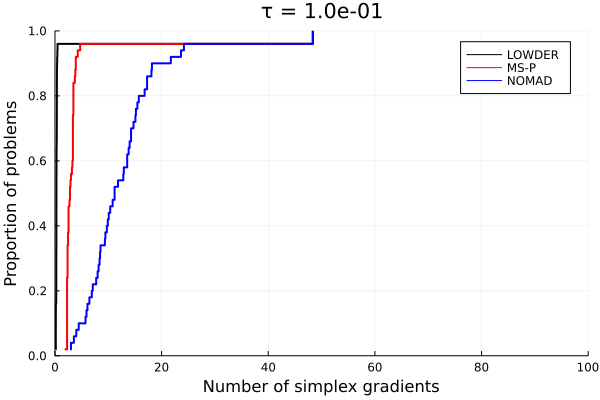 τ = 1.0e-01
LOWDER
MS-P
NOMAD
Proportion of problems
1.0
0.8
0.6
0.4
0.2
0.0
0 20 40 60 80 100
Number of simplex gradients